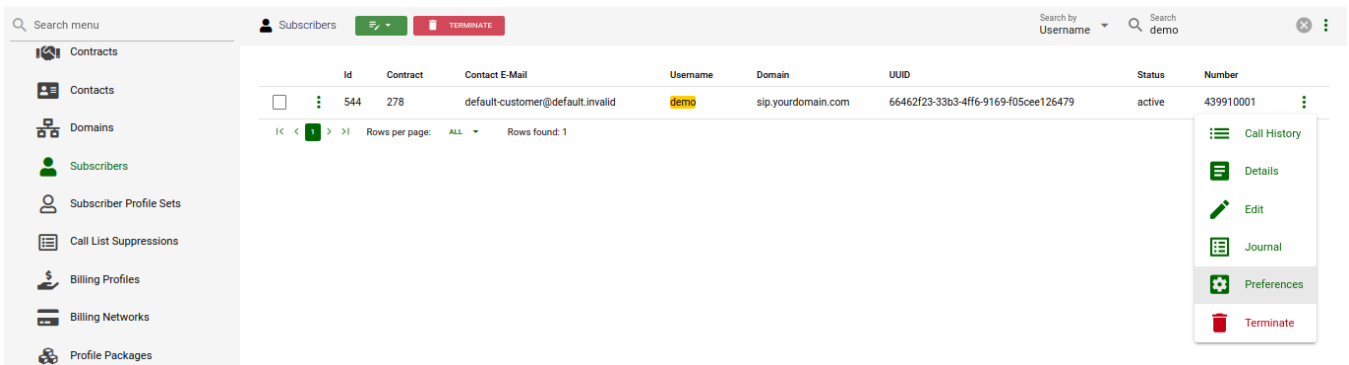 Search menu
Contracts
Contacts
Domains
Subscribers
Subscriber Profile Sets
Call List Suppressions
Billing Profiles
Billing Networks
Profile Packages
Subscribers
TERMINATE
Search by
Username
Search
demo
Id Contract Contact E-Mail Username Domain UUID Status Number
544 278 default-customer@default.invalid demo sip.yourdomain.com 66462f23-33b3-4ff6-9169-f05cee126479 active 439910001
1 Rows per page: ALL Rows found: 1
Call History
Details
Edit
Journal
Preferences
Terminate